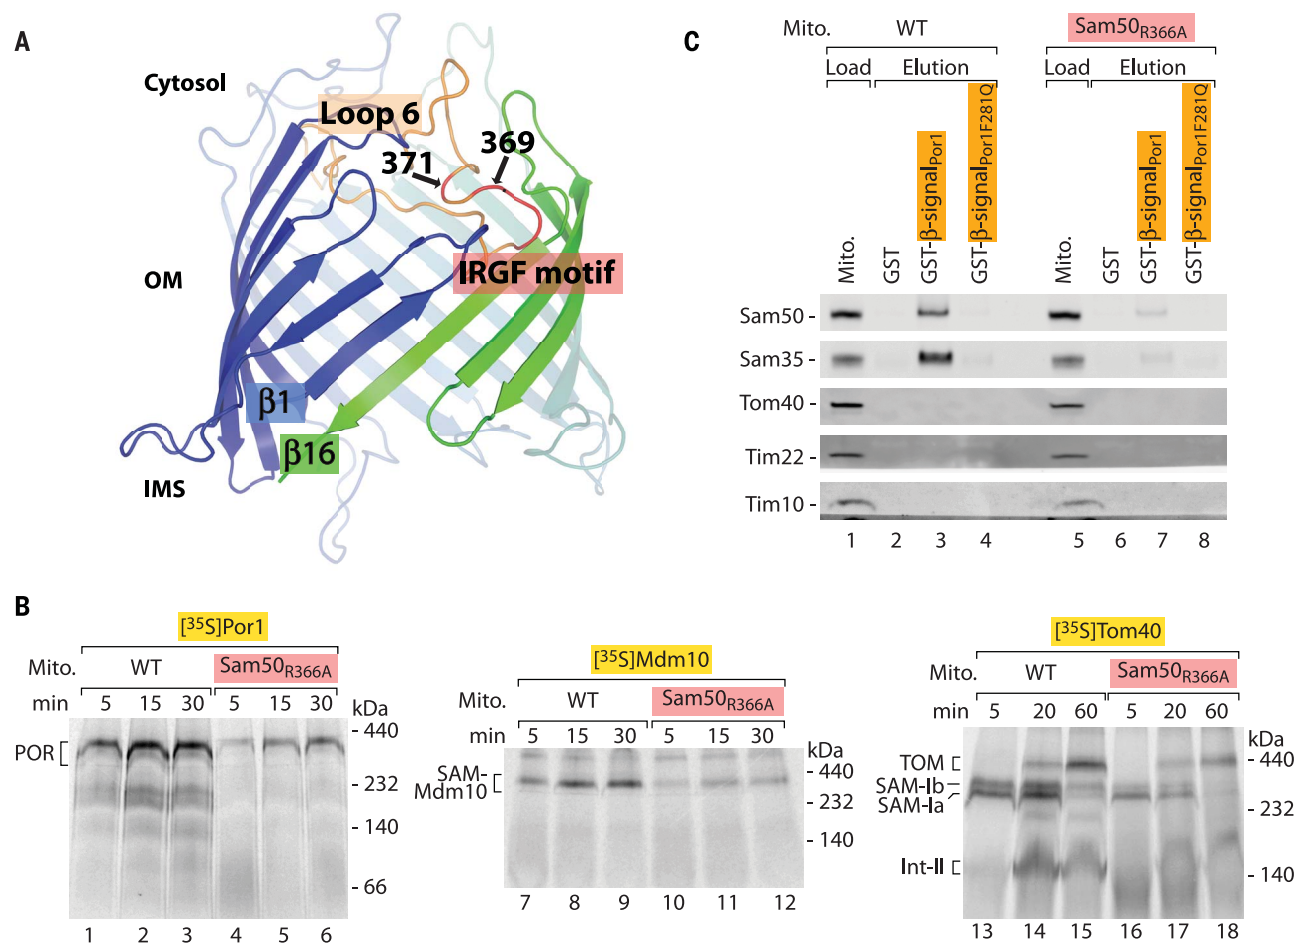 A
Cytosol
Loop 6
371
369
IRGF motif
OM
β1
β16
IMS
C
Mito. WT Sam50R366A
Load Elution Load Elution
Mito.
GST
GST-β-signalPor1
GST-β-signalPor1F281Q
Mito.
GST
GST-β-signalPor1
GST-β-signalPor1F281Q
Sam50 -
Sam35 -
Tom40 -
Tim22 -
Tim10 -
1 2 3 4 5 6 7 8
B
[35S]Por1
Mito. WT Sam50R366A
min 5 15 30 5 15 30 kDa
POR
- 440
- 232
- 140
- 66
1 2 3 4 5 6
[35S]Mdm10
Mito. WT Sam50R366A
min 5 15 30 5 15 30
kDa
SAM-
Mdm10
- 440
- 232
- 140
7 8 9 10 11 12
[35S]Tom40
Mito. WT Sam50R366A
min 5 20 60 5 20 60
kDa
TOM
SAM-Ib
SAM-Ia
Int-II
- 440
- 232
- 140
13 14 15 16 17 18